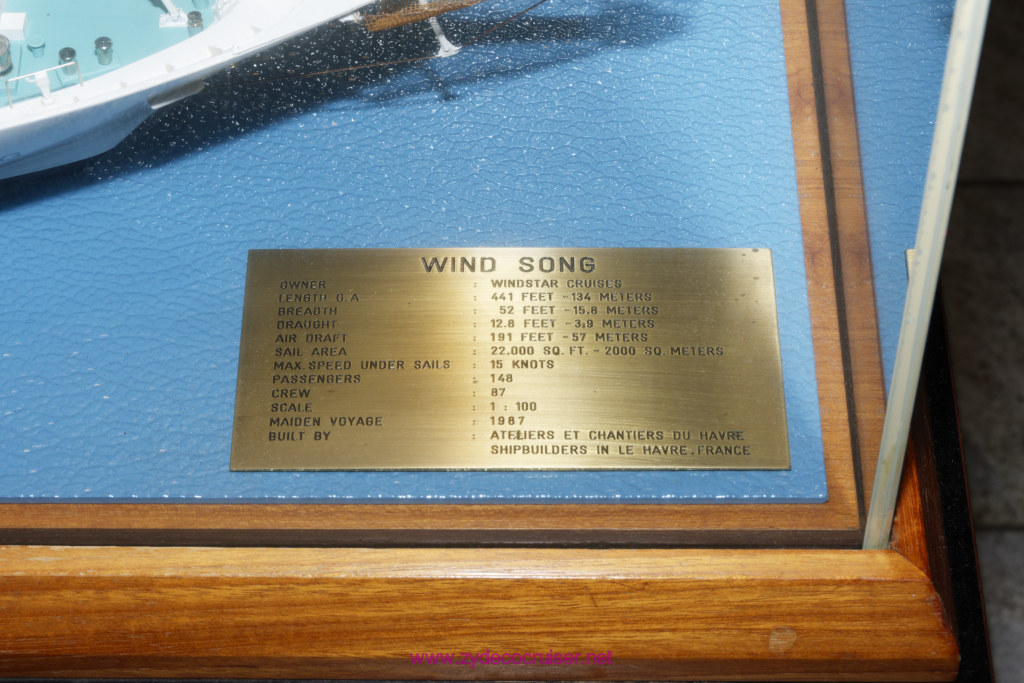 WIND SONG
OWNER : WINDSTAR CRUISES
LENGTH O.A : 441 FEET - 134 METERS
BREADTH : 52 FEET - 15.8 METERS
DRAUGHT : 12.8 FEET - 3.9 METERS
AIR DRAFT : 191 FEET - 57 METERS
SAIL AREA : 22.000 SQ. FT. - 2000 SQ. METERS
MAX. SPEED UNDER SAILS : 15 KNOTS
PASSENGERS : 148
CREW : 87
SCALE : 1 : 100
MAIDEN VOYAGE : 1987
BUILT BY : ATELIERS ET CHANTIERS DU HAVRE
SHIPBUILDERS IN LE HAVRE. FRANCE
www.zydecocruiser.net